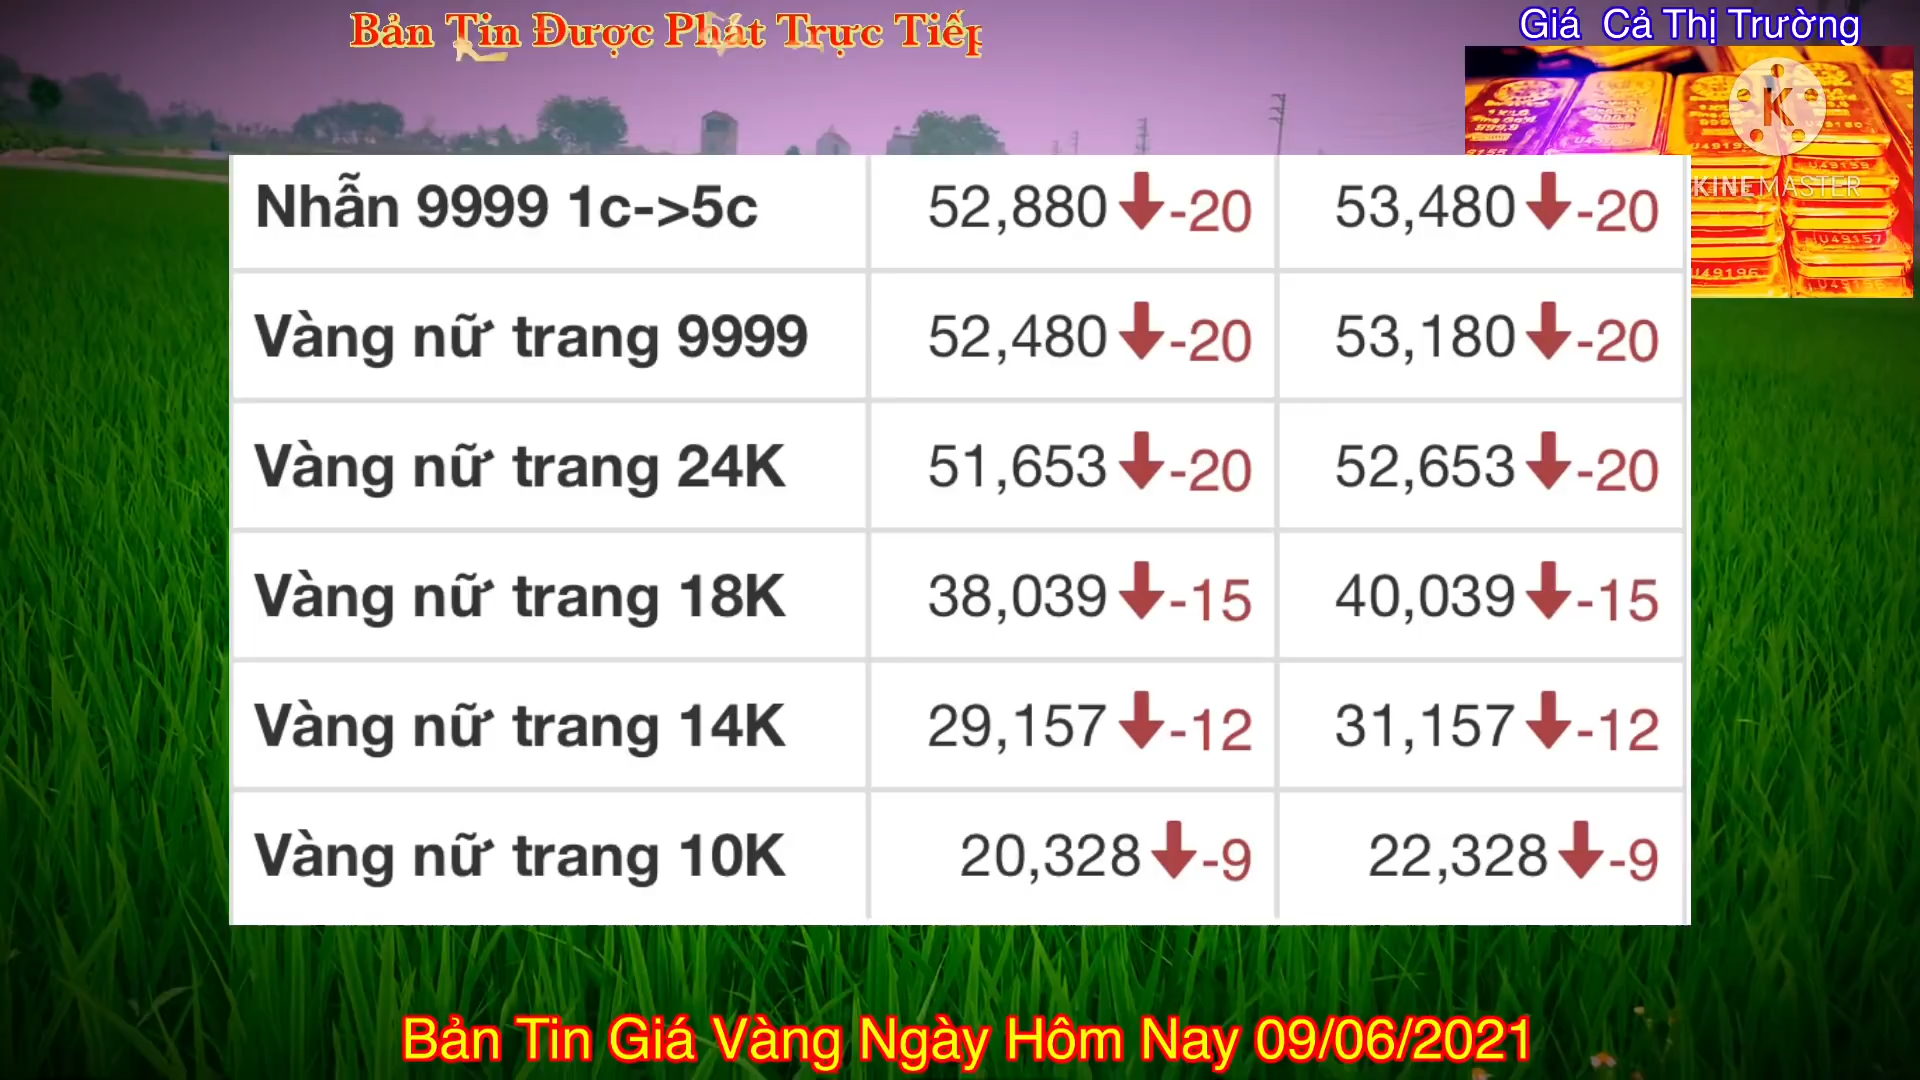 Bản Tin Được Phát Trực Tiếp
Giá Cả Thị Trường
KINEMASTER
Nhẫn 9999 1c->5c 52,880 -20 53,480 -20
Vàng nữ trang 9999 52,480 -20 53,180 -20
Vàng nữ trang 24K 51,653 -20 52,653 -20
Vàng nữ trang 18K 38,039 -15 40,039 -15
Vàng nữ trang 14K 29,157 -12 31,157 -12
Vàng nữ trang 10K 20,328 -9 22,328 -9
Bản Tin Giá Vàng Ngày Hôm Nay 09/06/2021